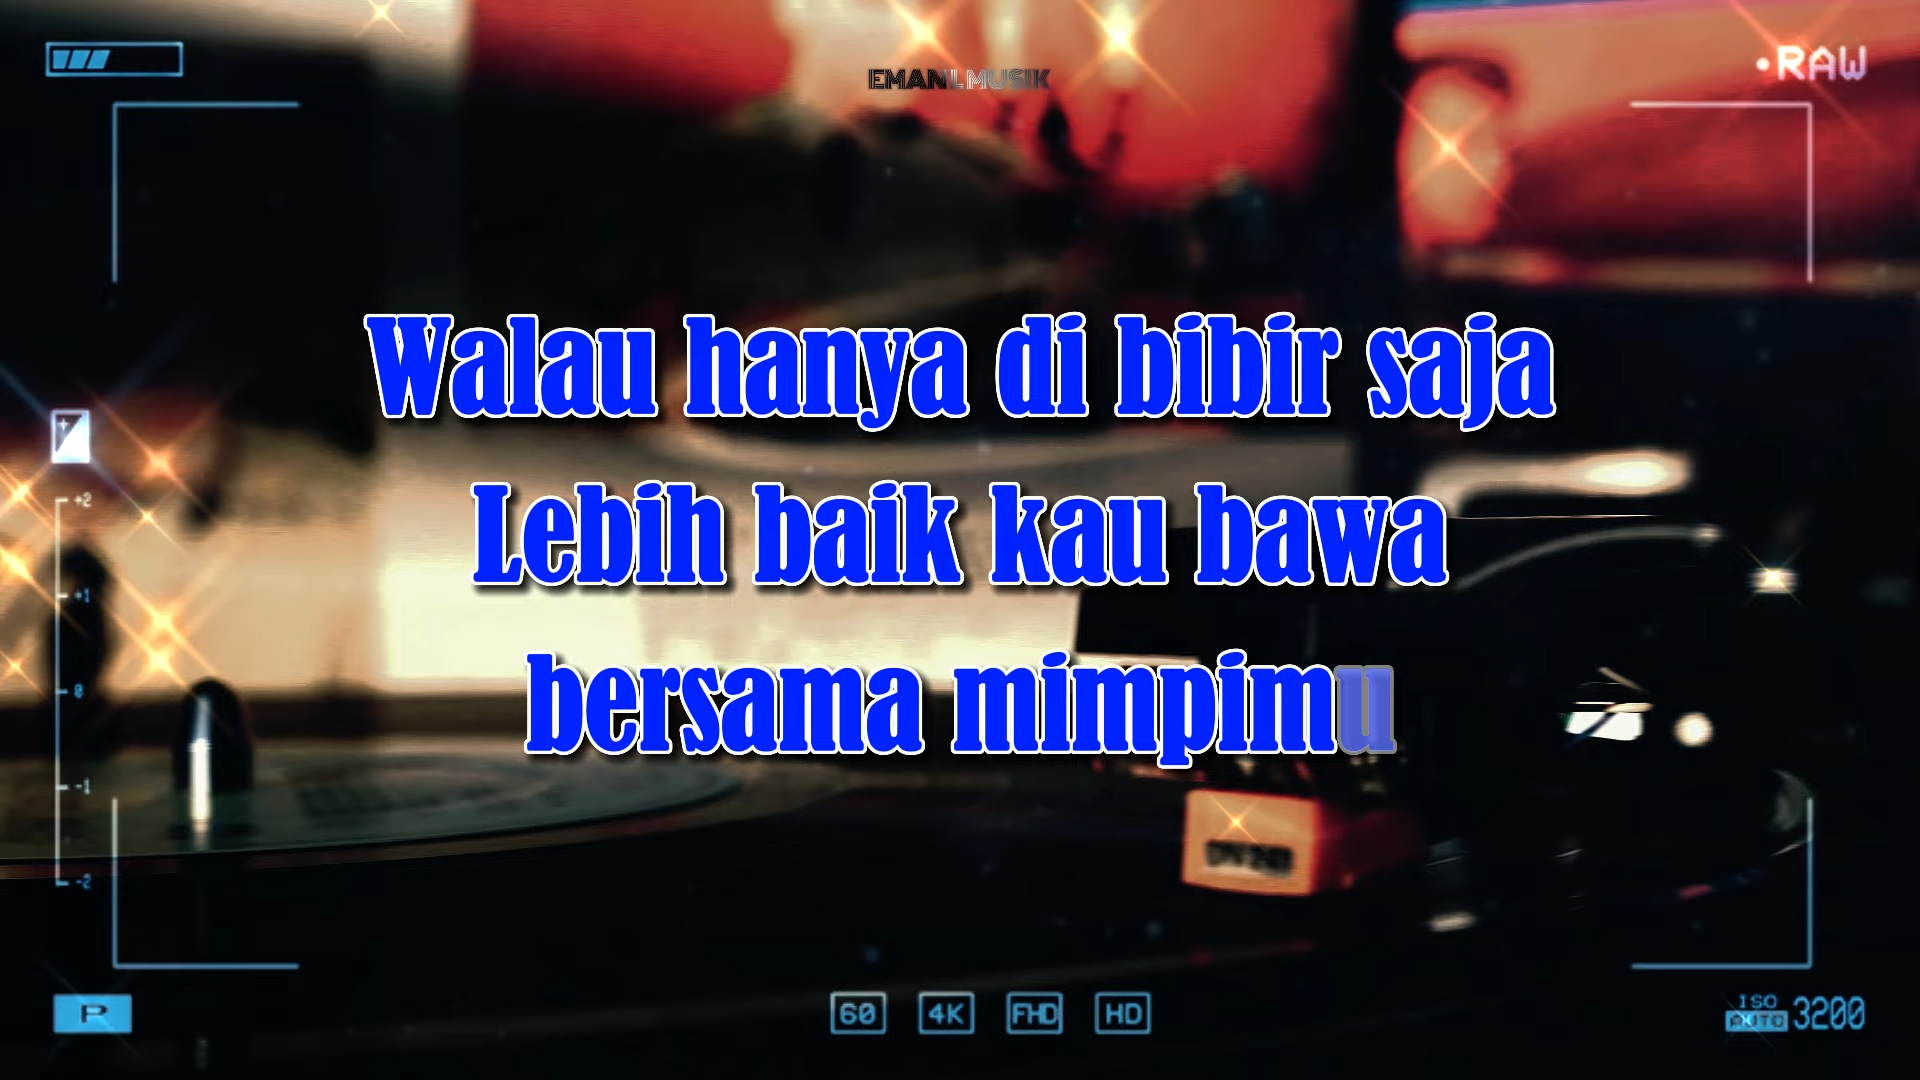 EMANLMUSIK
•RAW
Walau hanya di bibir saja
+2
Lebih baik kau bawa
+1
bersama mimpimu
0
-1
-2
P
60 4K FHD HD
ISO
AUTO 3200